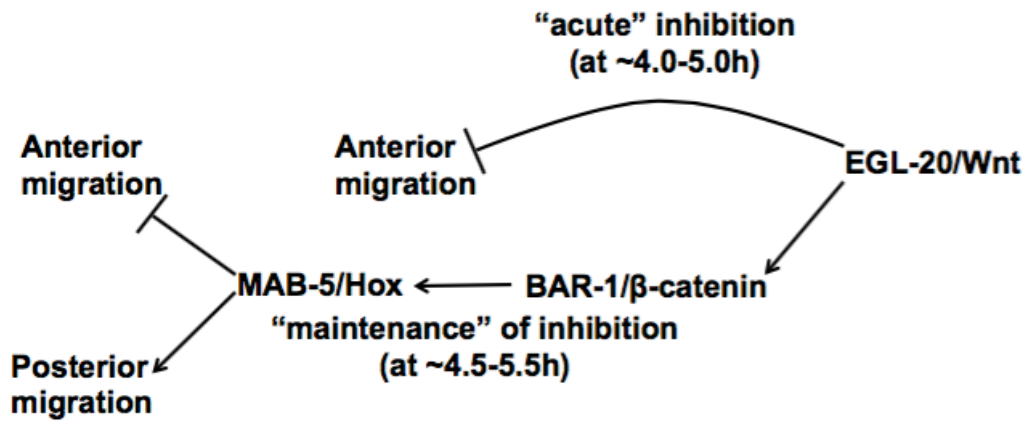 “acute” inhibition
(at ~4.0-5.0h)
Anterior
migration
Anterior
migration
EGL-20/Wnt
MAB-5/Hox
BAR-1/β-catenin
“maintenance” of inhibition
(at ~4.5-5.5h)
Posterior
migration